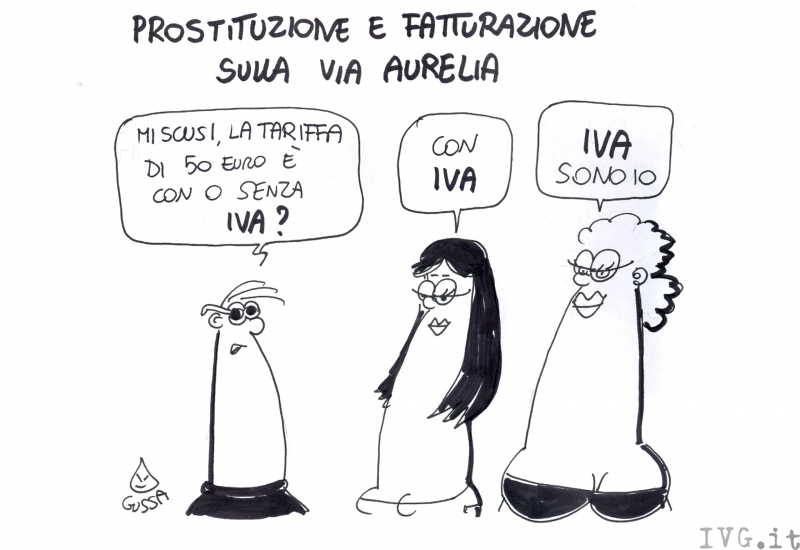 PROSTITUZIONE E FATTURAZIONE
SULLA VIA AURELIA
MI SCUSI, LA TARIFFA
DI 50 EURO È
CON O SENZA
IVA?
CON
IVA
IVA
SONO IO
GUSSA
IVG.it